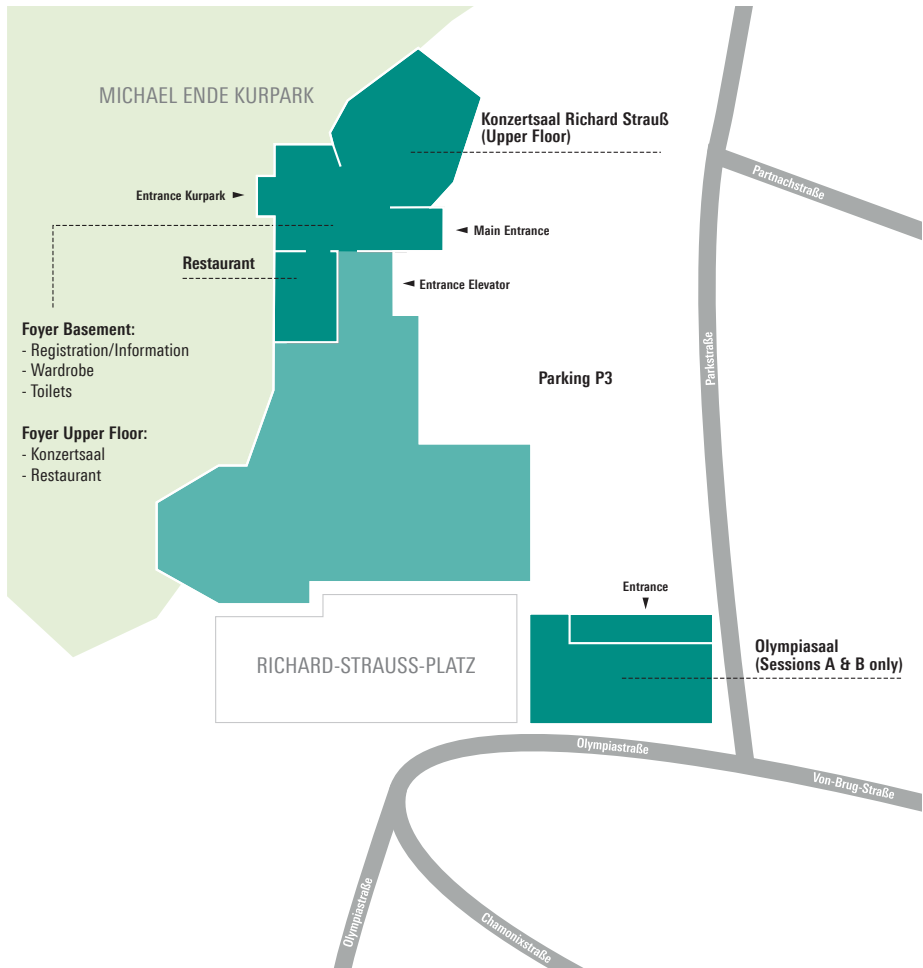 MICHAEL ENDE KURPARK
Konzertsaal Richard Strauß
(Upper Floor)
Partnachstraße
Entrance Kurpark ◄
◄ Main Entrance
Restaurant
◄ Entrance Elevator
Foyer Basement:
- Registration/Information
- Wardrobe
- Toilets
Parkstraße
Parking P3
Foyer Upper Floor:
- Konzertsaal
- Restaurant
Entrance
RICHARD-STRAUSS-PLATZ
Olympiasaal
(Sessions A & B only)
Olympiastraße
Von-Brug-Straße
Olympiastraße
Chamonixstraße